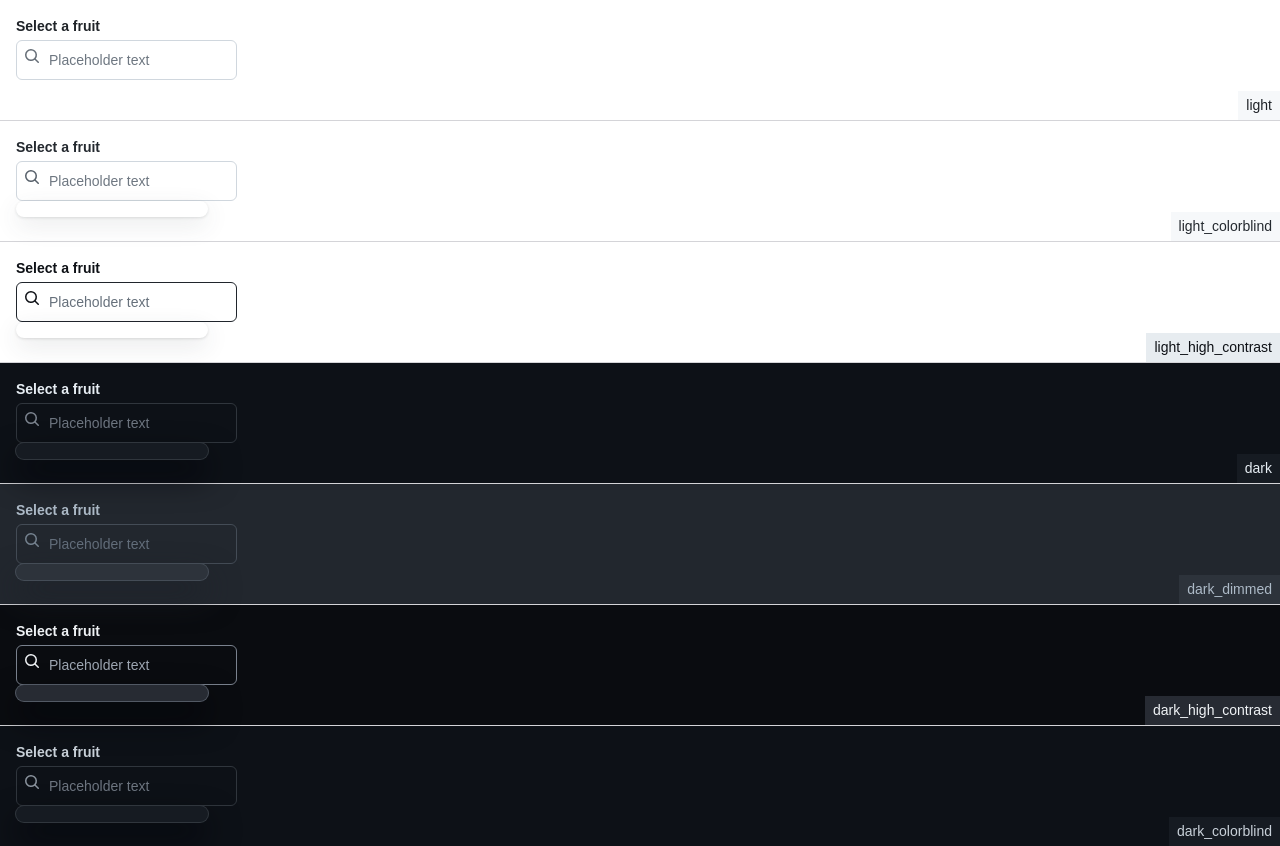 Select a fruit
Placeholder text
light
Select a fruit
Placeholder text
light_colorblind
Select a fruit
Placeholder text
light_high_contrast
Select a fruit
Placeholder text
dark
Select a fruit
Placeholder text
dark_dimmed
Select a fruit
Placeholder text
dark_high_contrast
Select a fruit
Placeholder text
dark_colorblind